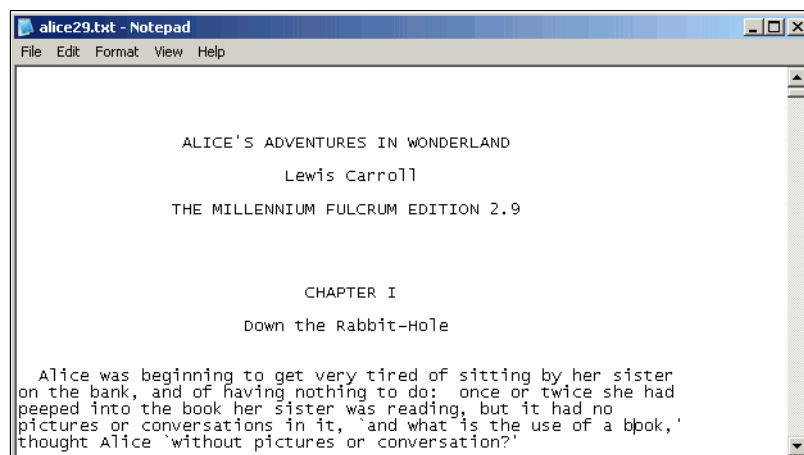 alice29.txt - Notepad
File Edit Format View Help
ALICE'S ADVENTURES IN WONDERLAND
Lewis Carroll
THE MILLENNIUM FULCRUM EDITION 2.9
CHAPTER I
Down the Rabbit-Hole
Alice was beginning to get very tired of sitting by her sister
on the bank, and of having nothing to do:  once or twice she had
peeped into the book her sister was reading, but it had no
pictures or conversations in it, `and what is the use of a book,'
thought Alice `without pictures or conversation?'